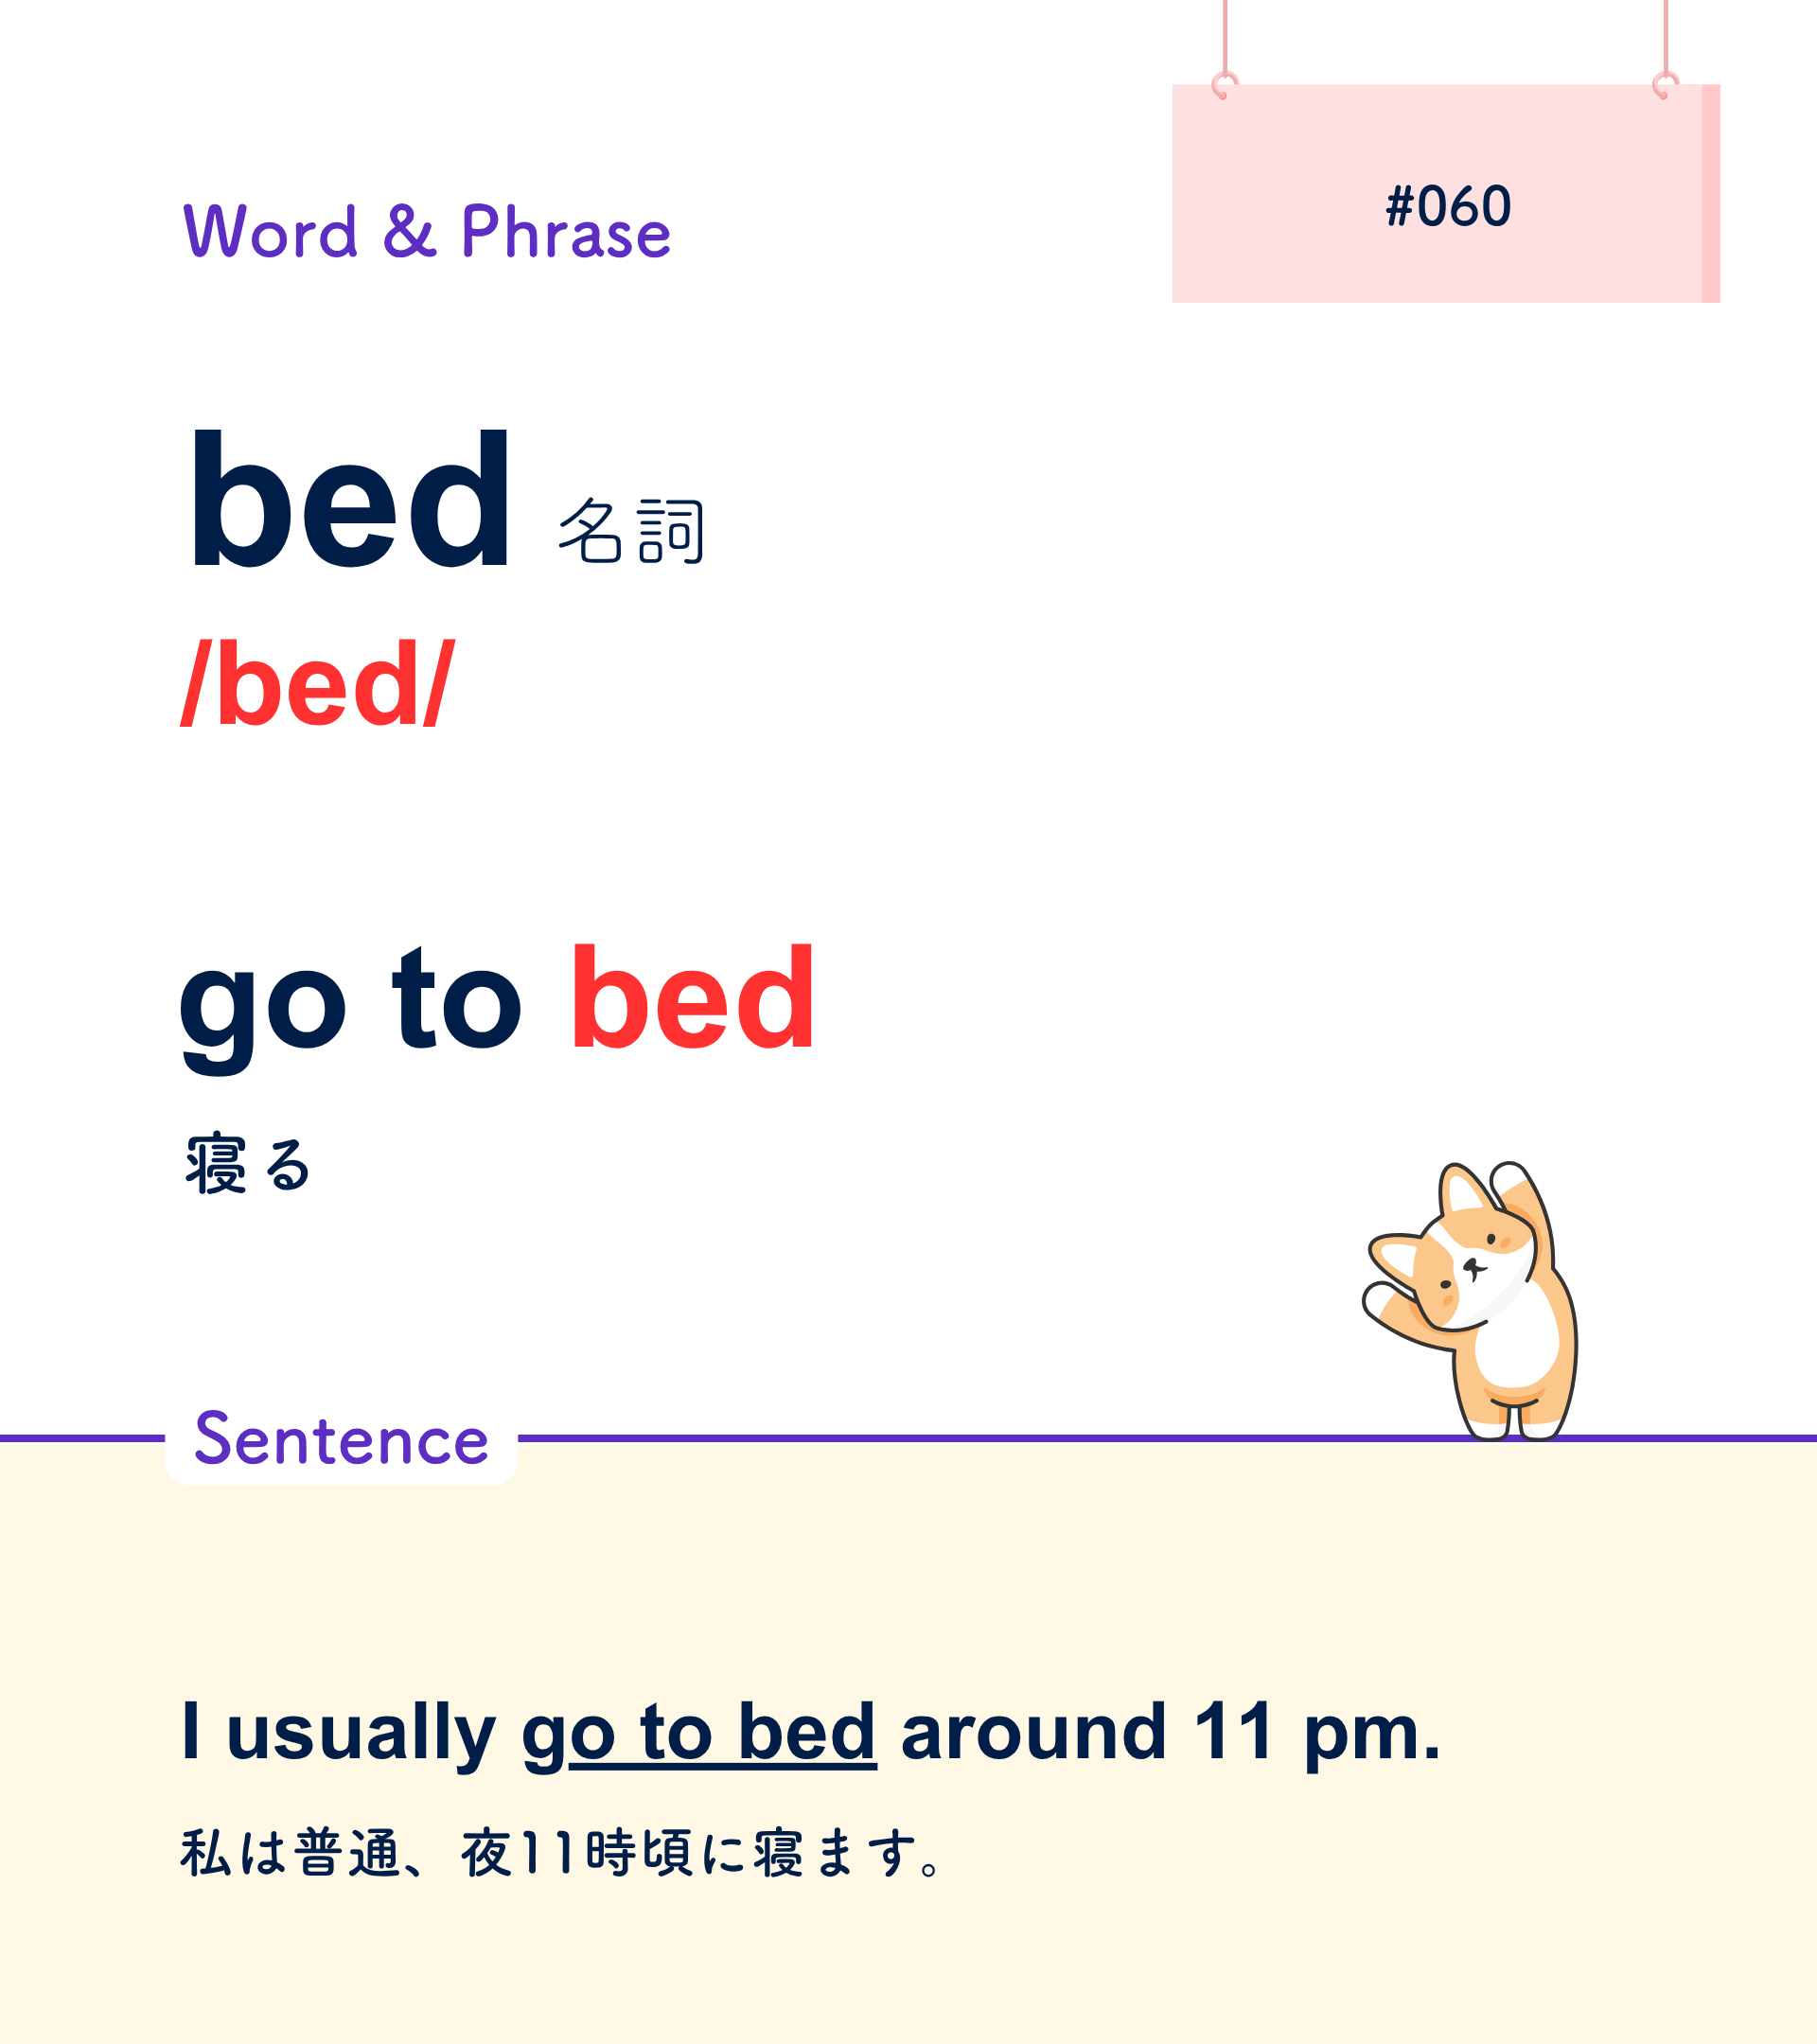 #060
Word & Phrase
bed 名詞
/bed/
go to bed
寝る
Sentence
I usually go to bed around 11 pm.
私は普通、夜11時頃に寝ます。